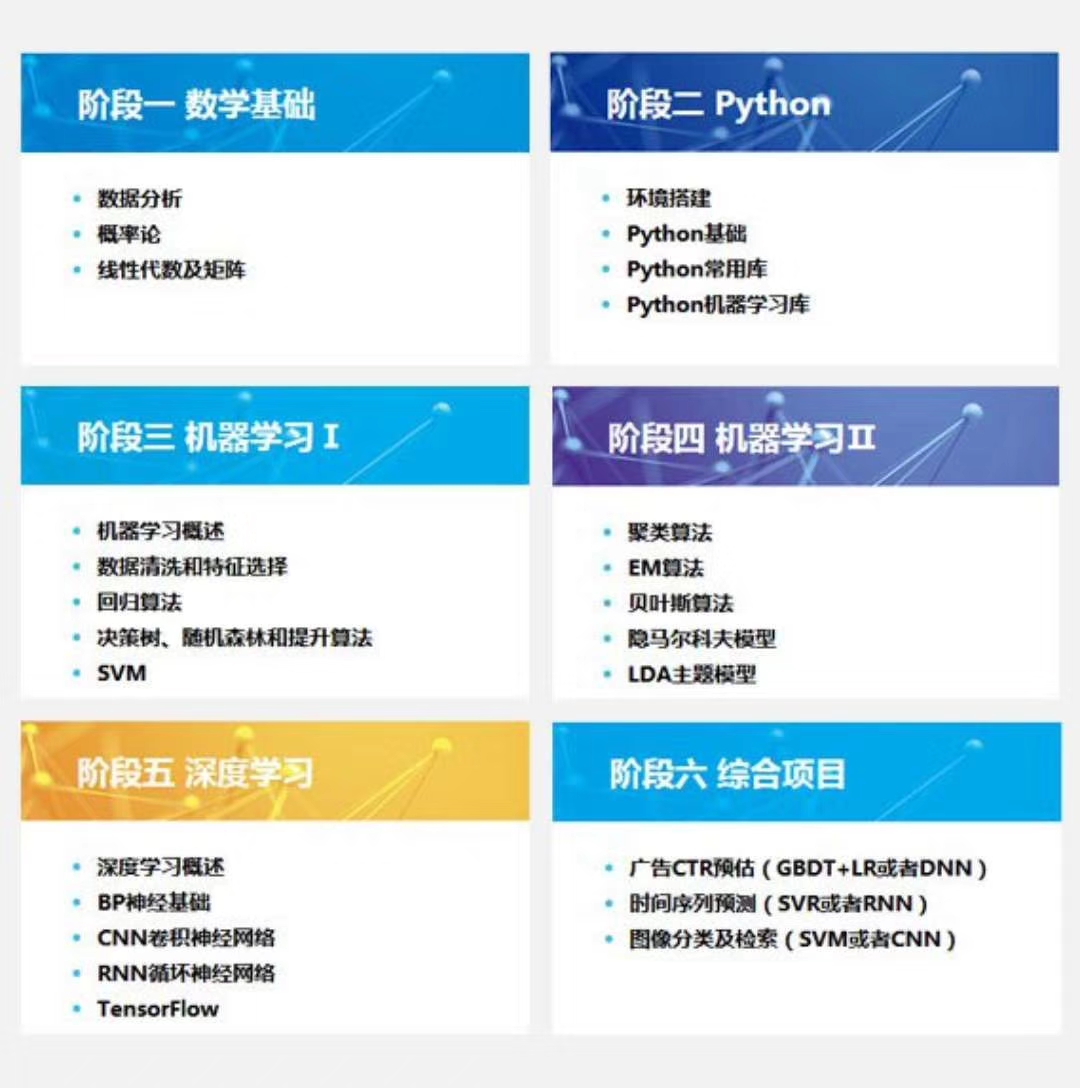 阶段一 数学基础
数据分析
概率论
线性代数及矩阵
阶段二 Python
环境搭建
Python基础
Python常用库
Python机器学习库
阶段三 机器学习 I
机器学习概述
数据清洗和特征选择
回归算法
决策树、随机森林和提升算法
SVM
阶段四 机器学习 II
聚类算法
EM算法
贝叶斯算法
隐马尔科夫模型
LDA主题模型
阶段五 深度学习
深度学习概述
BP神经基础
CNN卷积神经网络
RNN循环神经网络
TensorFlow
阶段六 综合项目
广告CTR预估（GBDT+LR或者DNN）
时间序列预测（SVR或者RNN）
图像分类及检索（SVM或者CNN）